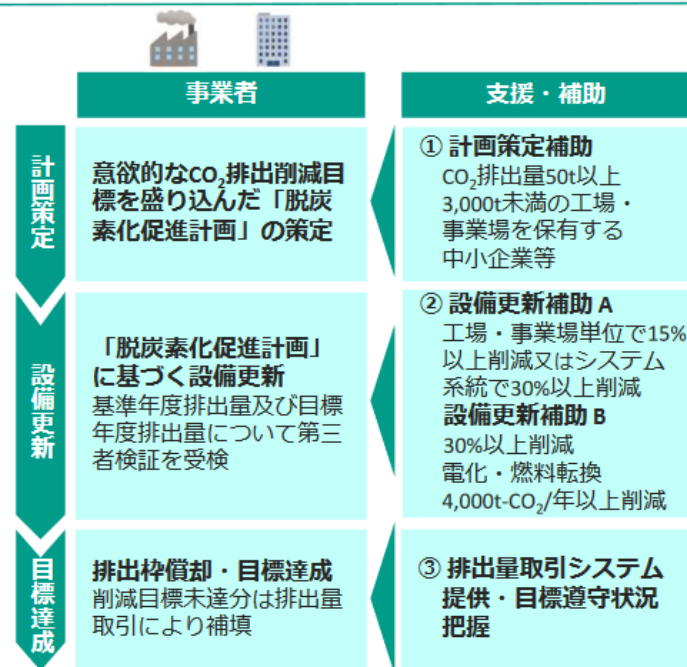 事業者
支援・補助
計画策定
意欲的なCO₂排出削減目
標を盛り込んだ「脱炭
素化促進計画」の策定
① 計画策定補助
CO₂排出量50t以上
3,000t未満の工場・
事業場を保有する
中小企業等
設備更新
「脱炭素化促進計画」
に基づく設備更新
基準年度排出量及び目標
年度排出量について第三
者検証を受検
② 設備更新補助 A
工場・事業場単位で15%
以上削減又はシステム
系統で30%以上削減
設備更新補助 B
30%以上削減
電化・燃料転換
4,000t-CO₂/年以上削減
目標達成
排出枠償却・目標達成
削減目標未達分は排出量
取引により補填
③ 排出量取引システム
提供・目標遵守状況
把握